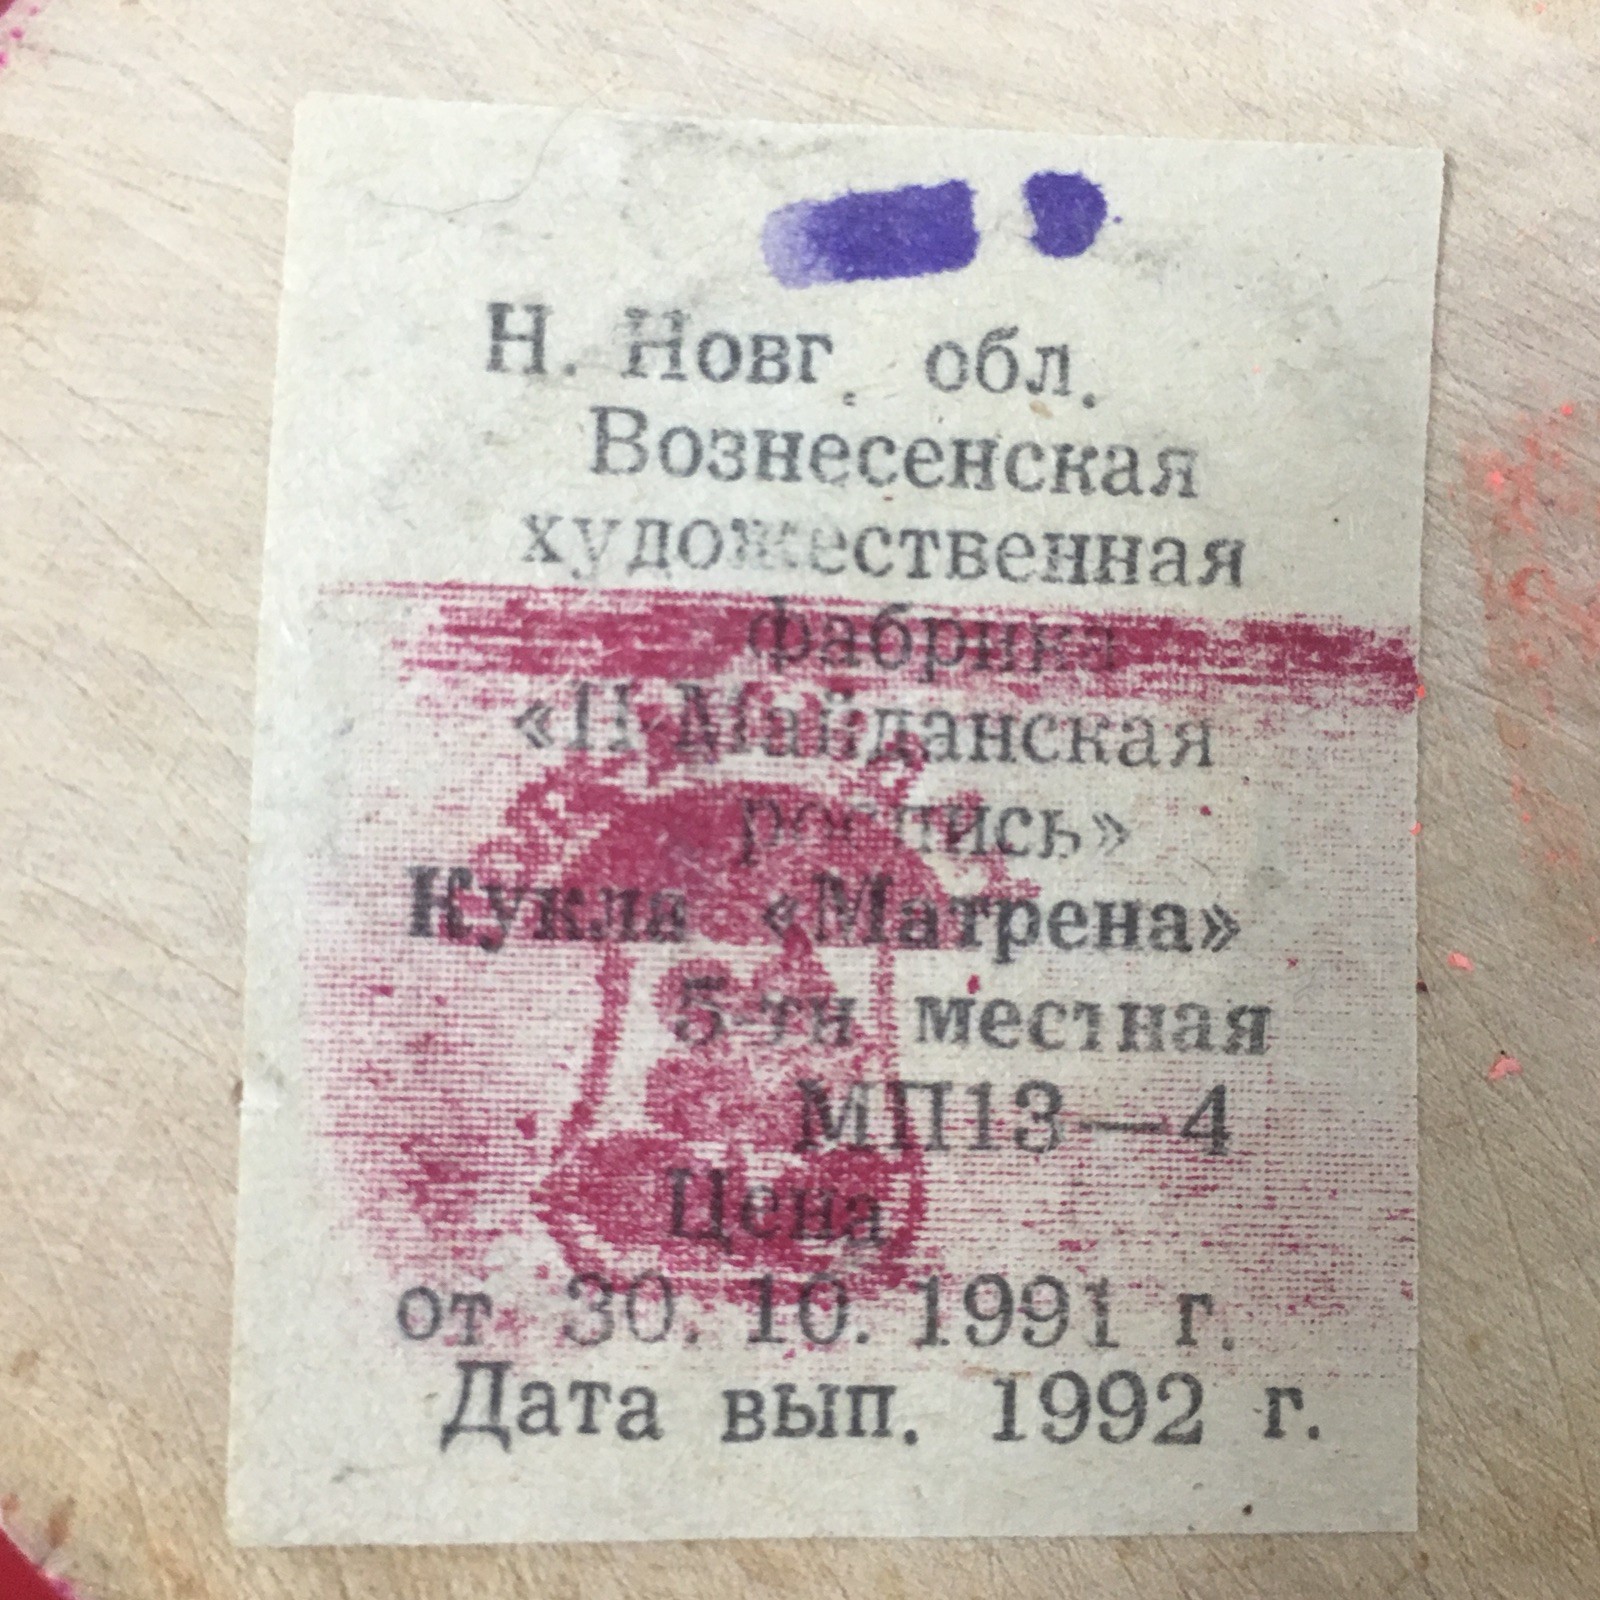 Н. Новг. обл.
Вознесенская
художественная
фабрика
«П-Майданская
роспись»
Кукла «Матрена»
5-ти местная
МП13—4
Цена
от 30. 10. 1991 г.
Дата вып. 1992 г.